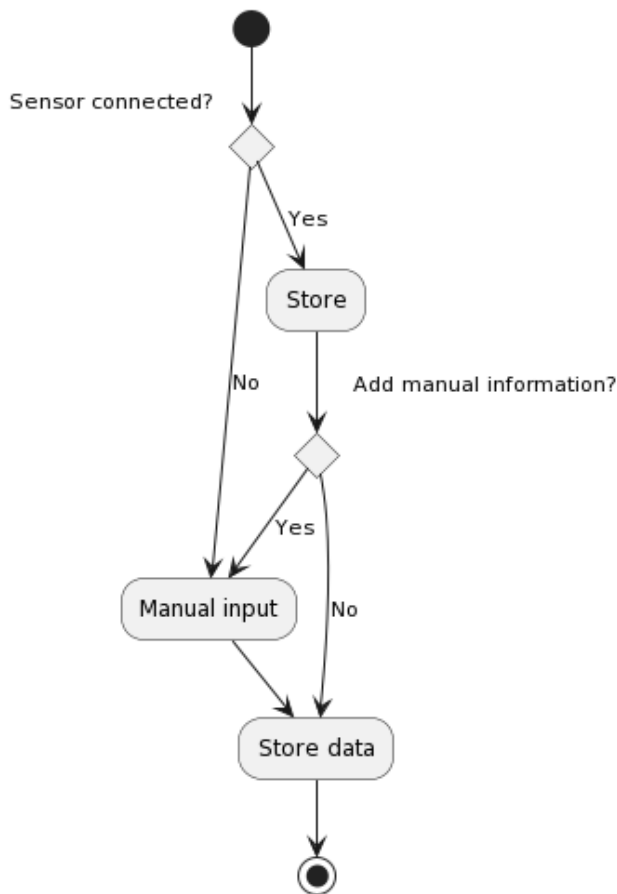 Sensor connected?
Yes
Store
No
Add manual information?
Yes
Manual input
No
Store data